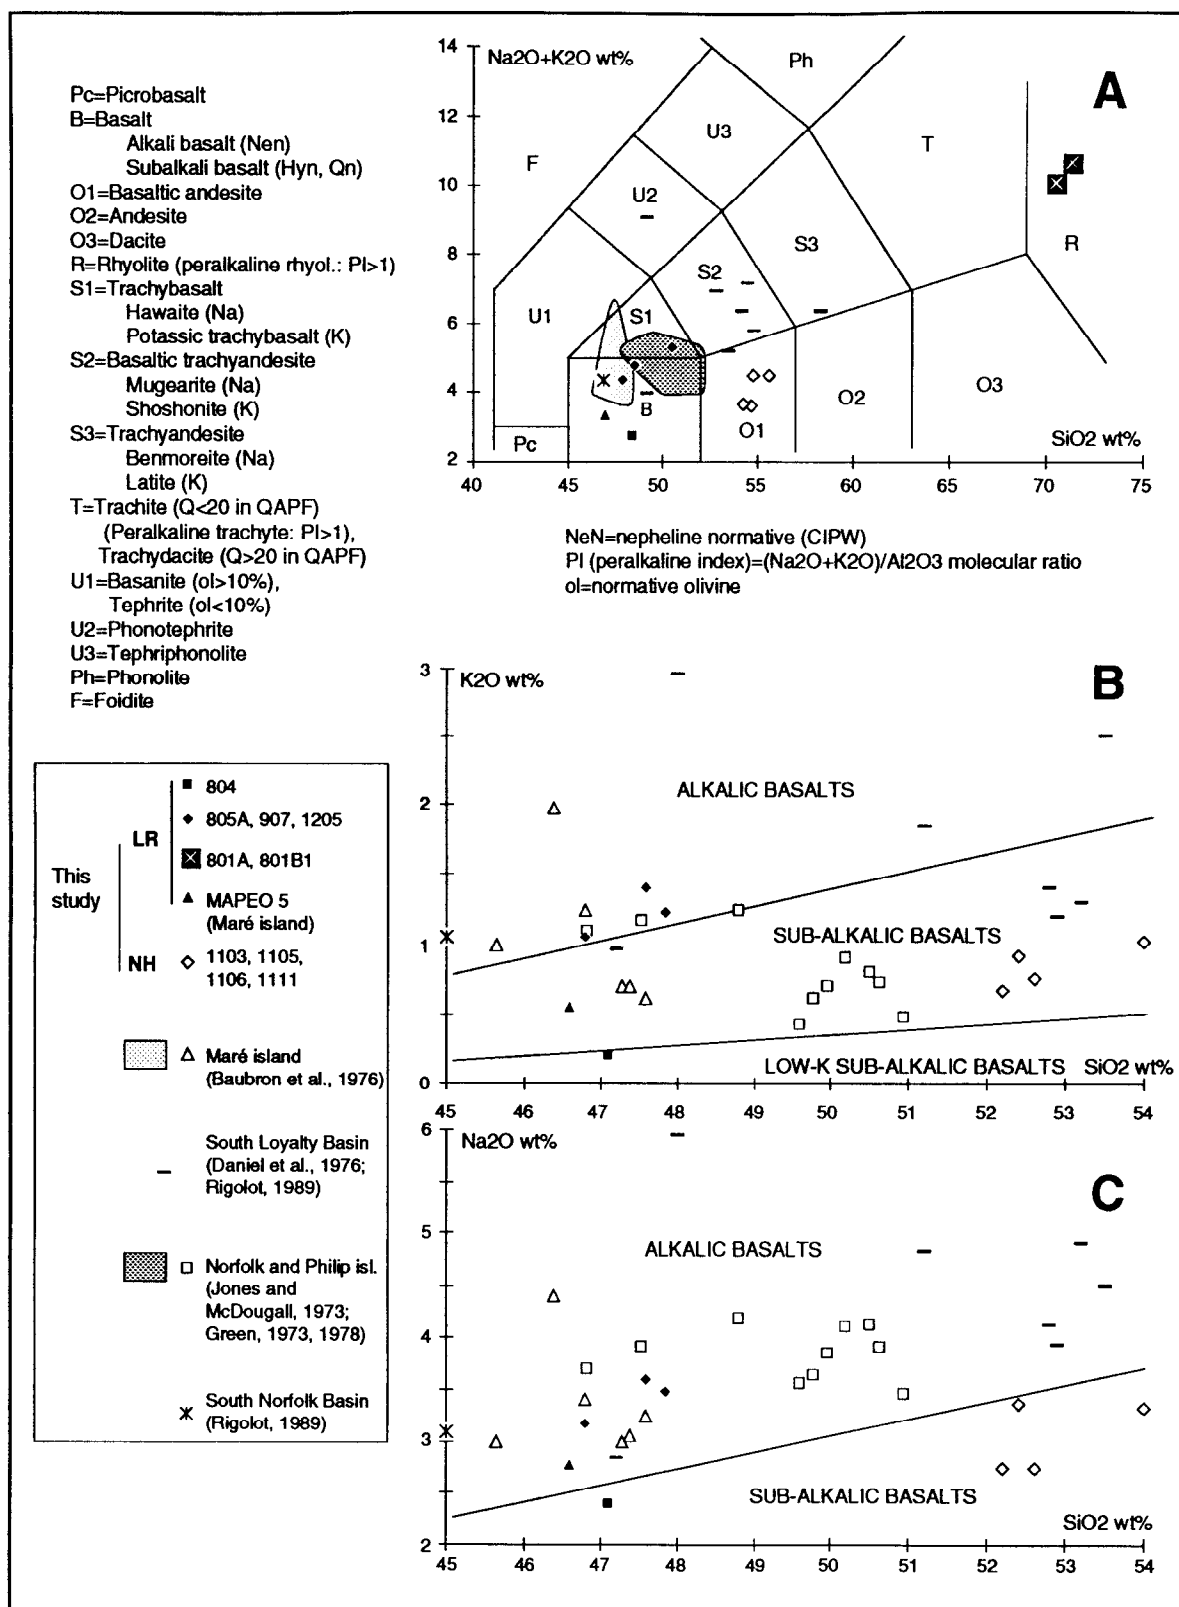 Pc=Picrobasalt
B=Basalt
Alkali basalt (Nen)
Subalkali basalt (Hyn, Qn)
O1=Basaltic andesite
O2=Andesite
O3=Dacite
R=Rhyolite (peralkaline rhyol.: PI>1)
S1=Trachybasalt
Hawaite (Na)
Potassic trachybasalt (K)
S2=Basaltic trachyandesite
Mugearite (Na)
Shoshonite (K)
S3=Trachyandesite
Benmoreite (Na)
Latite (K)
T=Trachite (Q<20 in QAPF)
(Peralkaline trachyte: PI>1),
Trachydacite (Q>20 in QAPF)
U1=Basanite (ol>10%),
Tephrite (ol<10%)
U2=Phonotephrite
U3=Tephriphonolite
Ph=Phonolite
F=Foidite
A
Na2O+K2O wt%
14
12
10
8
6
4
2
Ph
U3
T
F
U2
S3
R
S2
U1
S1
B
O1
O2
O3
Pc
SiO2 wt%
40 45 50 55 60 65 70 75
NeN=nepheline normative (CIPW)
PI (peralkaline index)=(Na2O+K2O)/Al2O3 molecular ratio
ol=normative olivine
This
study
LR
NH
804
805A, 907, 1205
801A, 801B1
MAPEO 5
(Maré island)
1103, 1105,
1106, 1111
Maré island
(Baubron et al., 1976)
South Loyalty Basin
(Daniel et al., 1976;
Rigolot, 1989)
Norfolk and Philip isl.
(Jones and
McDougall, 1973;
Green, 1973, 1978)
South Norfolk Basin
(Rigolot, 1989)
B
K2O wt%
3
2
1
0
ALKALIC BASALTS
SUB-ALKALIC BASALTS
LOW-K SUB-ALKALIC BASALTS
SiO2 wt%
45 46 47 48 49 50 51 52 53 54
C
Na2O wt%
6
5
4
3
2
ALKALIC BASALTS
SUB-ALKALIC BASALTS
SiO2 wt%
45 46 47 48 49 50 51 52 53 54